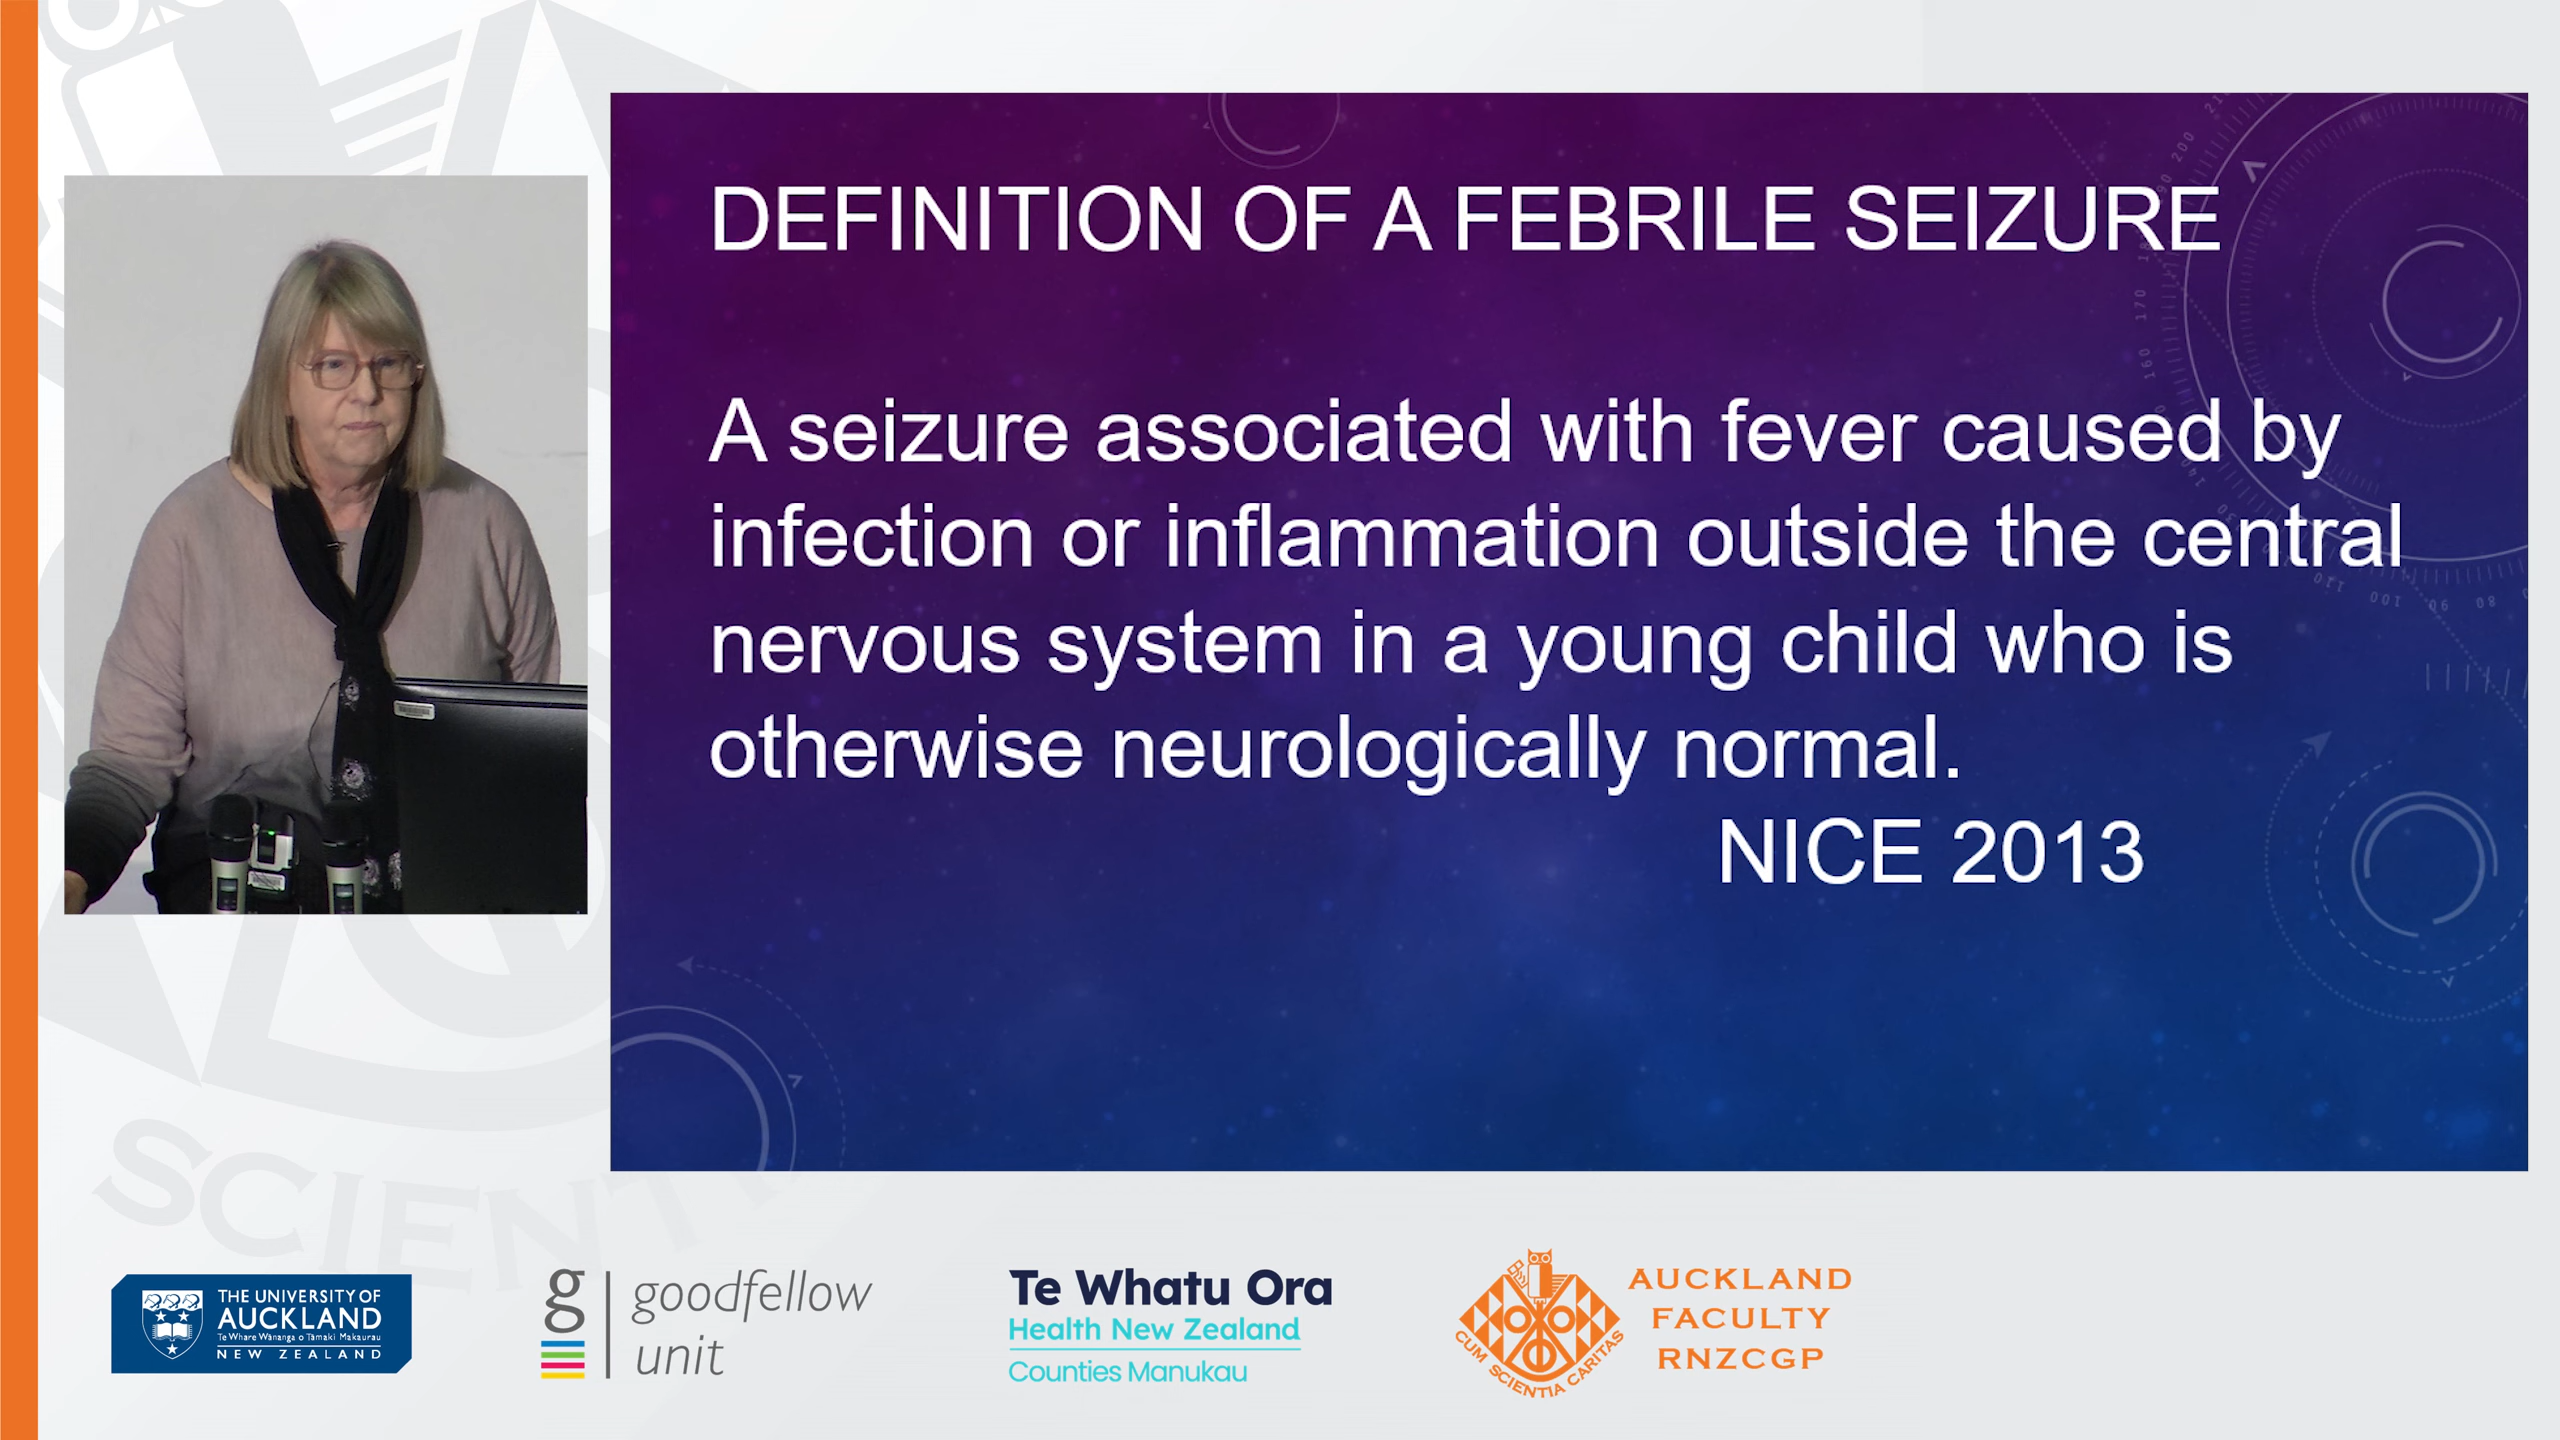 DEFINITION OF A FEBRILE SEIZURE
A seizure associated with fever caused by
infection or inflammation outside the central
nervous system in a young child who is
otherwise neurologically normal.
NICE 2013
SCIENTI
THE UNIVERSITY OF
AUCKLAND
Te Whare Wānanga o Tāmaki Makaurau
NEW ZEALAND
g
goodfellow
unit
Te Whatu Ora
Health New Zealand
Counties Manukau
CUM SCIENTIA CARITAS
AUCKLAND
FACULTY
RNZCGP